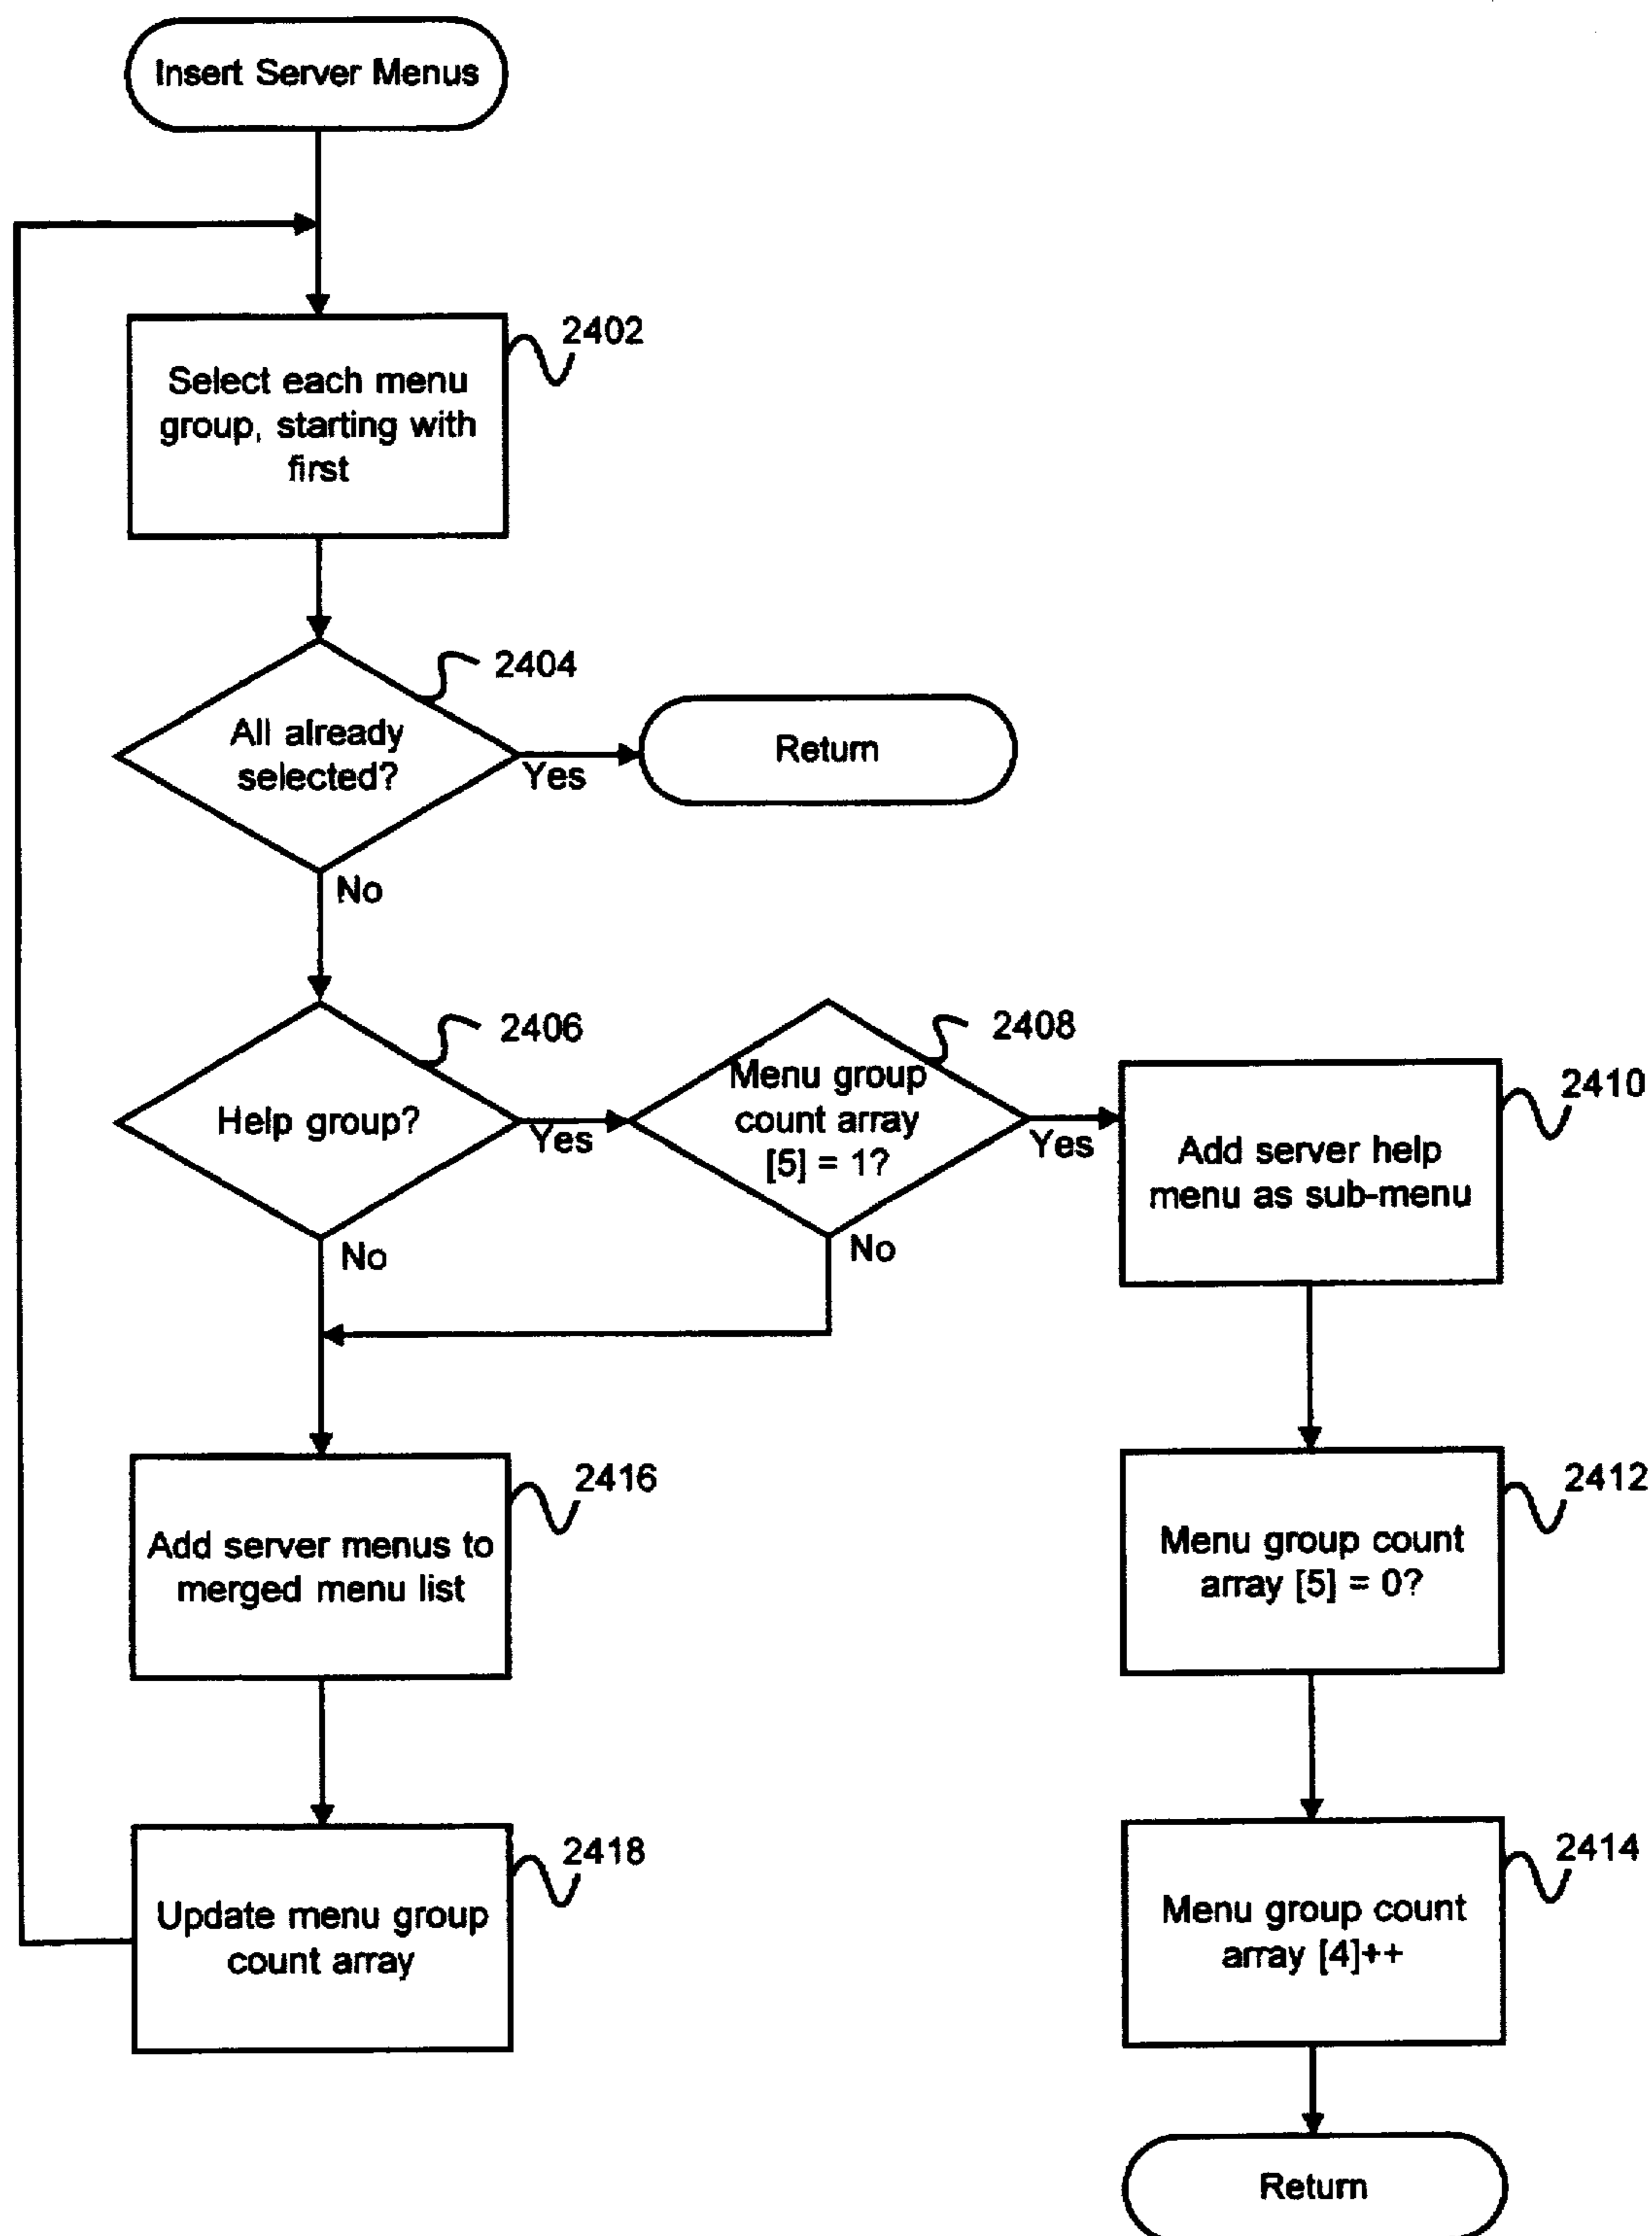 Insert Server Menus
2402
Select each menu
group, starting with
first
2404
All already
selected?
Yes
Return
No
2406
Help group?
Yes
No
2408
Menu group
count array
[5] = 1?
Yes
No
2410
Add server help
menu as sub-menu
2416
Add server menus to
merged menu list
2412
Menu group count
array [5] = 0?
2418
Update menu group
count array
2414
Menu group count
array [4]++
Return